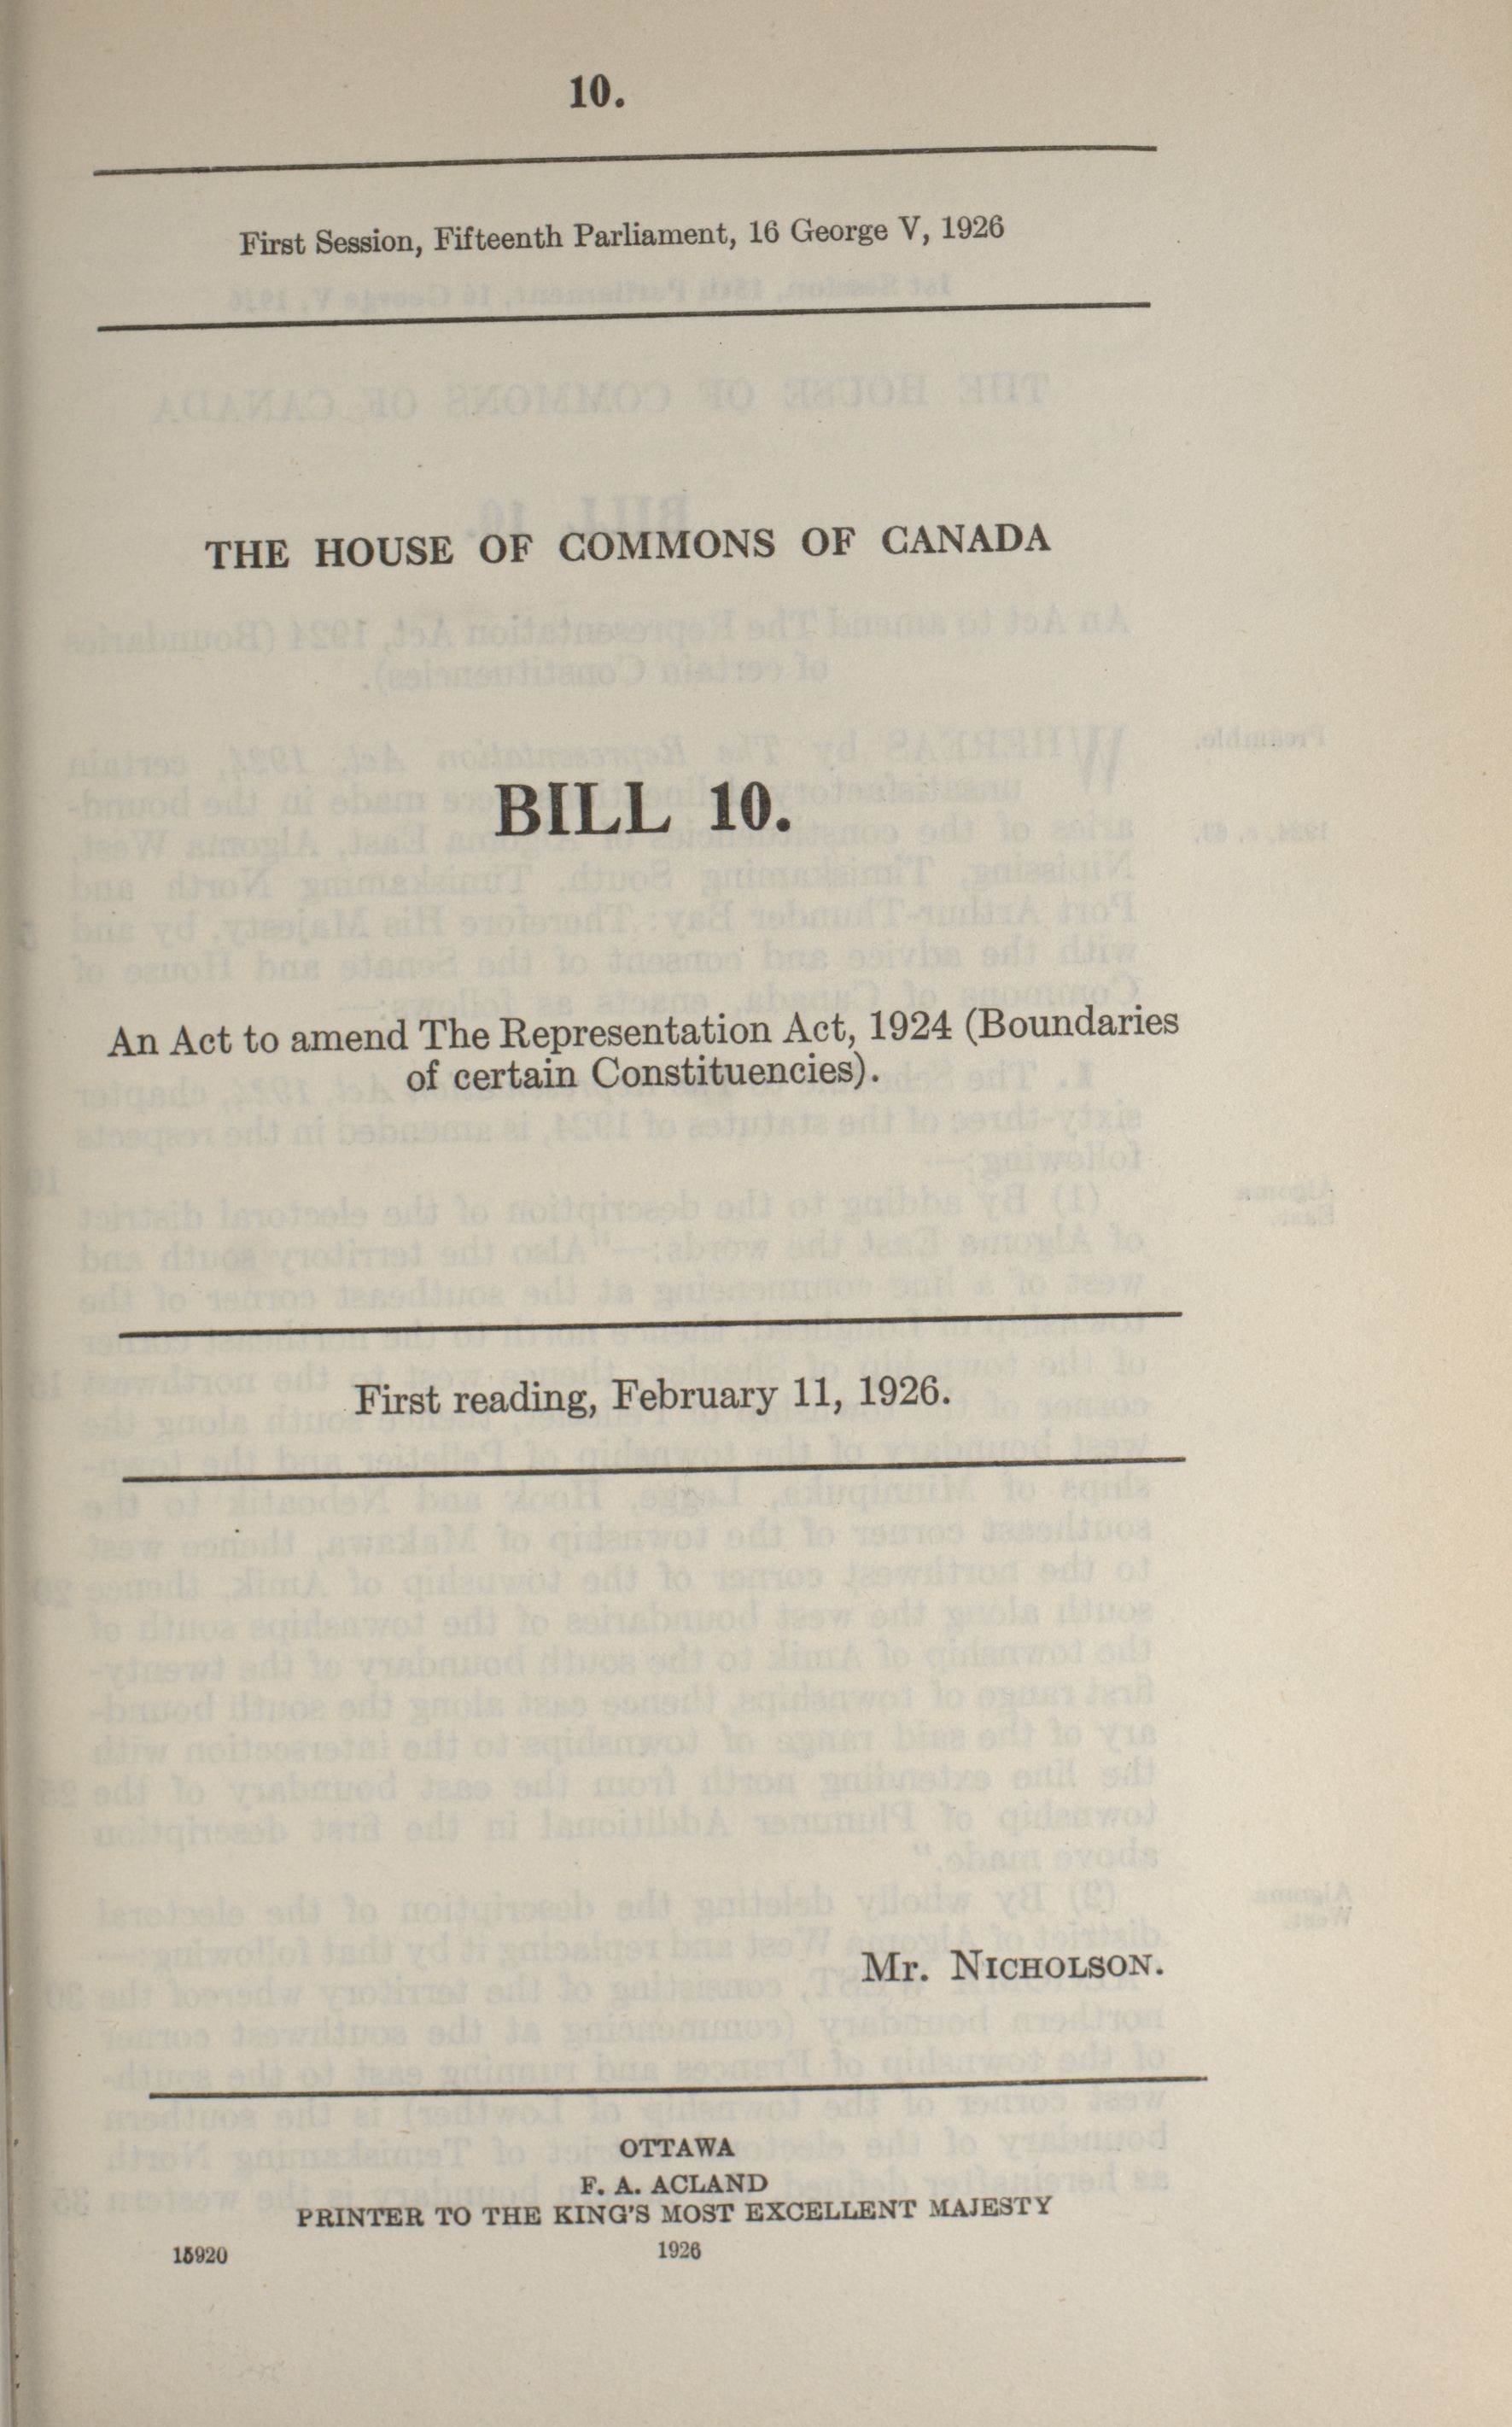 10.
First Session, Fifteenth Parliament, 16 George V, 1926
THE HOUSE OF COMMONS OF CANADA
BILL 10.
An Act to amend The Representation Act, 1924 (Boundaries
of certain Constituencies).
First reading, February 11, 1926.
Mr. NICHOLSON.
OTTAWA
F. A. ACLAND
PRINTER TO THE KING'S MOST EXCELLENT MAJESTY
15920 1926